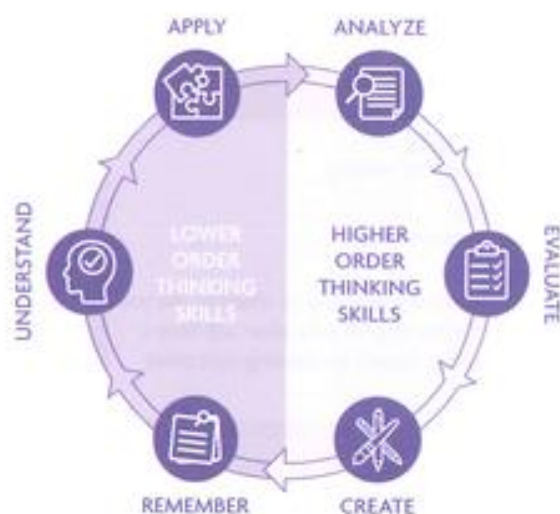 APPLY
ANALYZE
UNDERSTAND
LOWER
ORDER
THINKING
SKILLS
HIGHER
ORDER
THINKING
SKILLS
EVALUATE
REMEMBER
CREATE